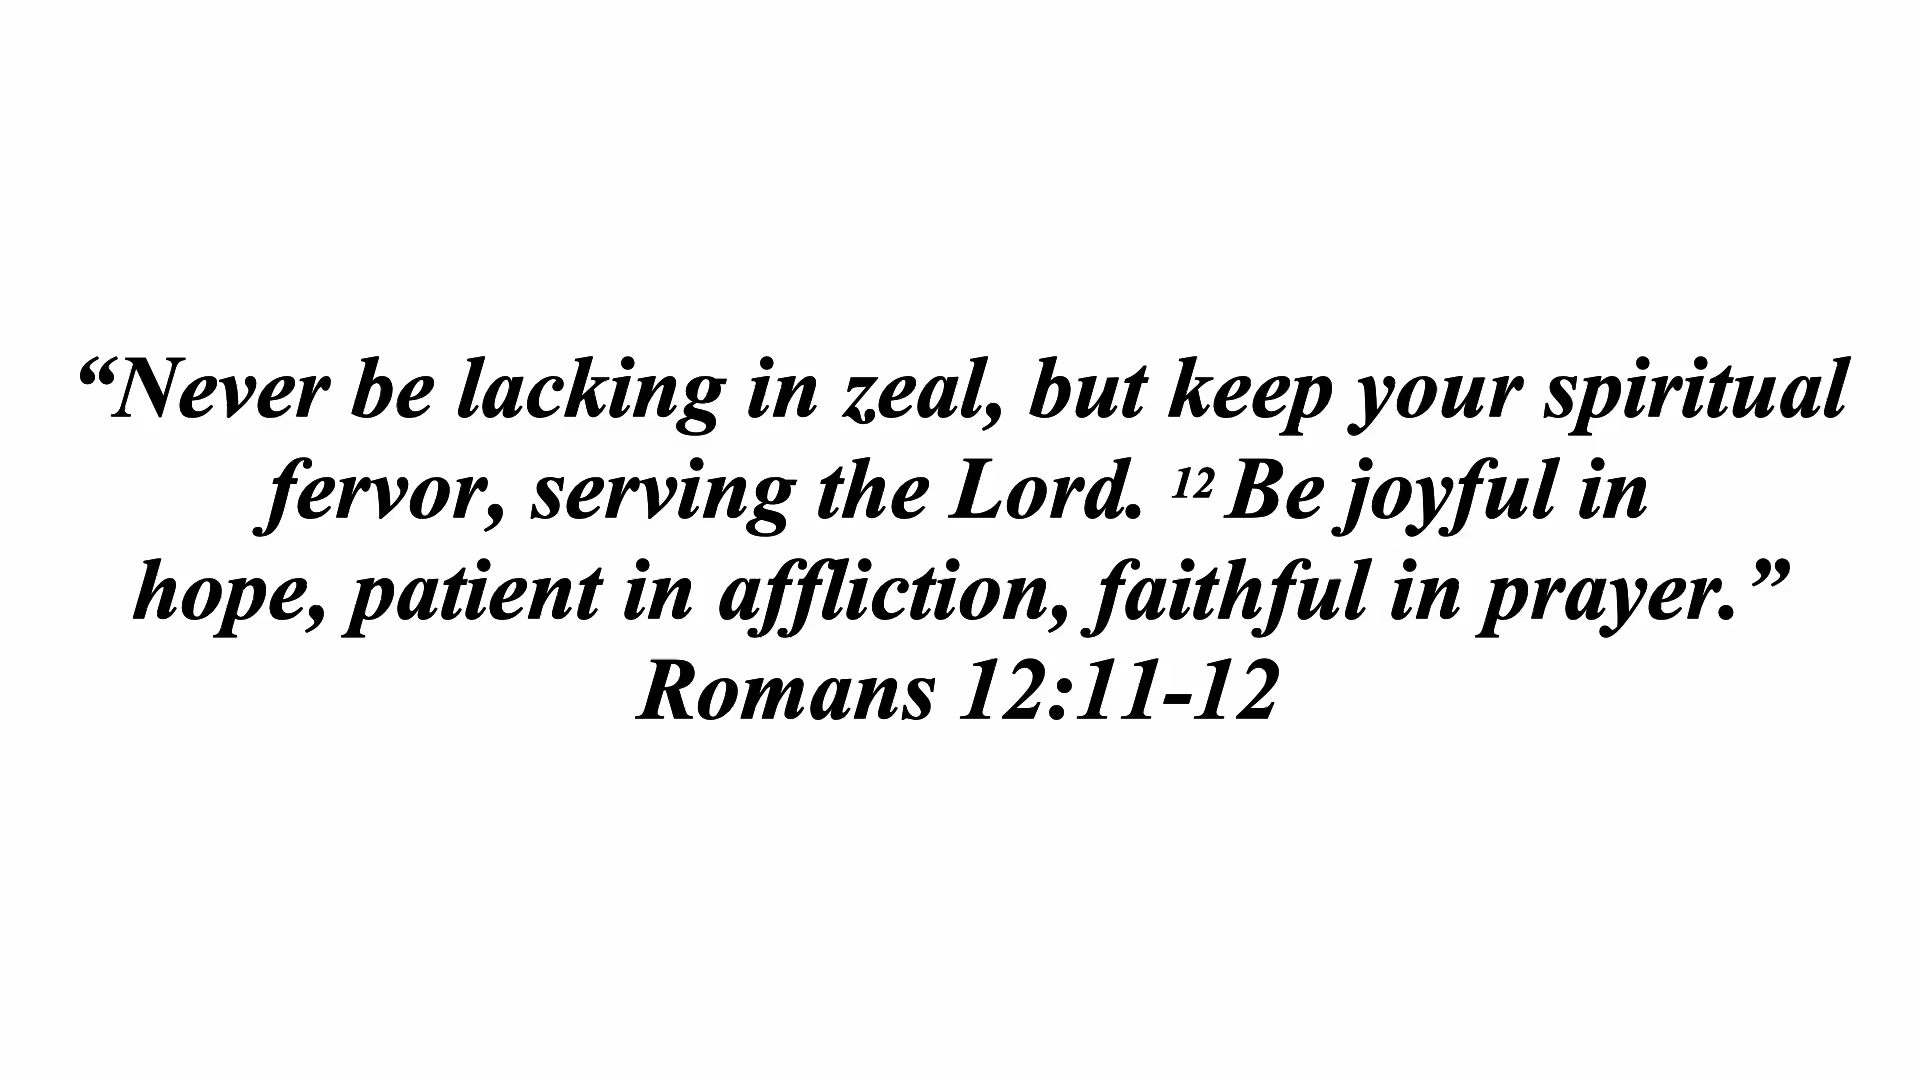 “Never be lacking in zeal, but keep your spiritual
fervor, serving the Lord. ¹² Be joyful in
hope, patient in affliction, faithful in prayer.”
Romans 12:11-12